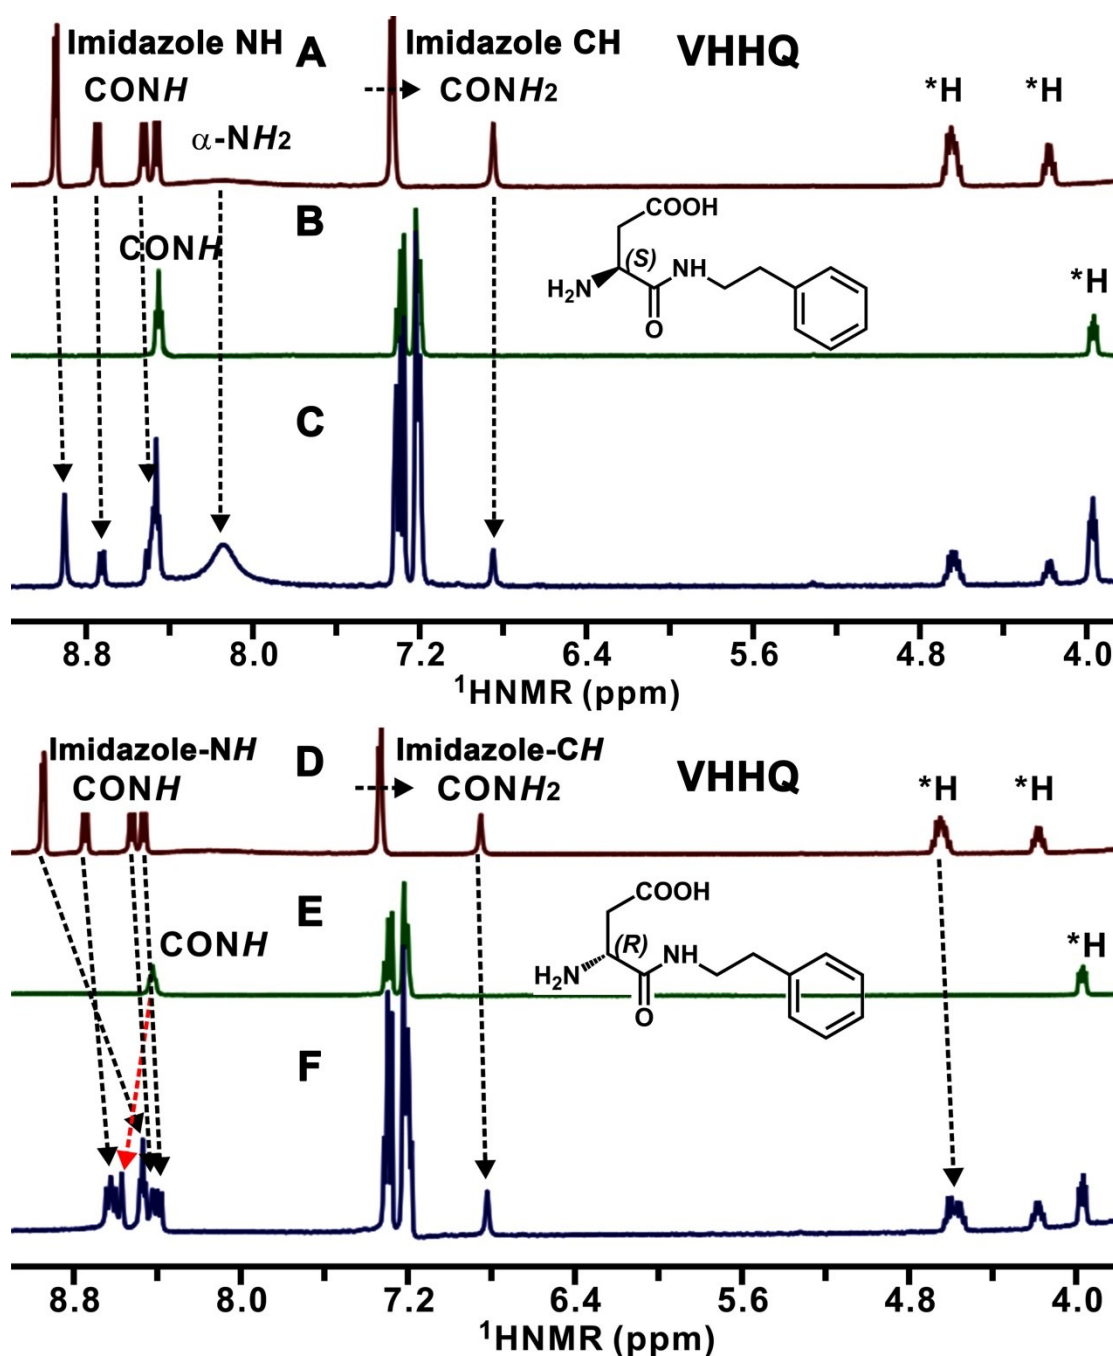 Imidazole NH A Imidazole CH VHHQ
CONH CONH2 *H *H
α-NH2
B COOH
CONH (S) NH *H
H2N
O
C
8.8 8.0 7.2 6.4 5.6 4.8 4.0
1HNMR (ppm)
Imidazole-NH D Imidazole-CH VHHQ
CONH CONH2 *H *H
E COOH
CONH (R) NH *H
H2N
O
F
8.8 8.0 7.2 6.4 5.6 4.8 4.0
1HNMR (ppm)